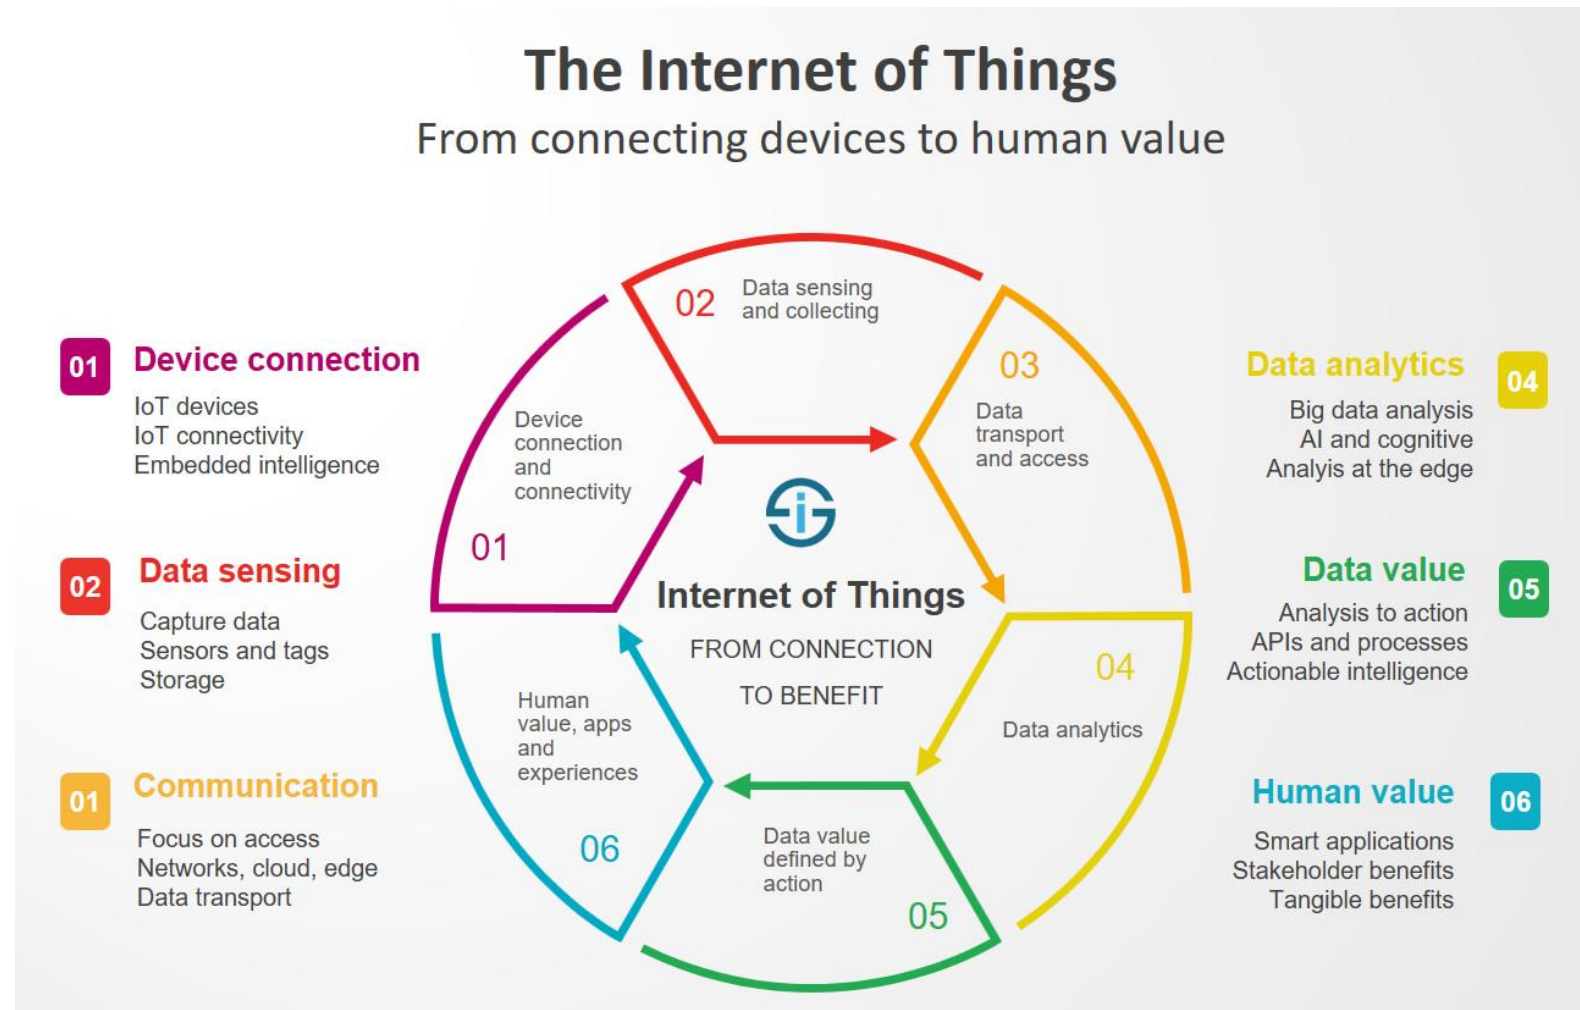 The Internet of Things
From connecting devices to human value
01
Device connection
IoT devices
IoT connectivity
Embedded intelligence
02
Data sensing
Capture data
Sensors and tags
Storage
01
Communication
Focus on access
Networks, cloud, edge
Data transport
01
Device
connection
and
connectivity
02
Data sensing
and collecting
03
Data
transport
and access
04
Data analytics
05
Data value
defined by
action
06
Human
value, apps
and
experiences
Internet of Things
FROM CONNECTION
TO BENEFIT
Data analytics
04
Big data analysis
AI and cognitive
Analyis at the edge
Data value
05
Analysis to action
APIs and processes
Actionable intelligence
Human value
06
Smart applications
Stakeholder benefits
Tangible benefits